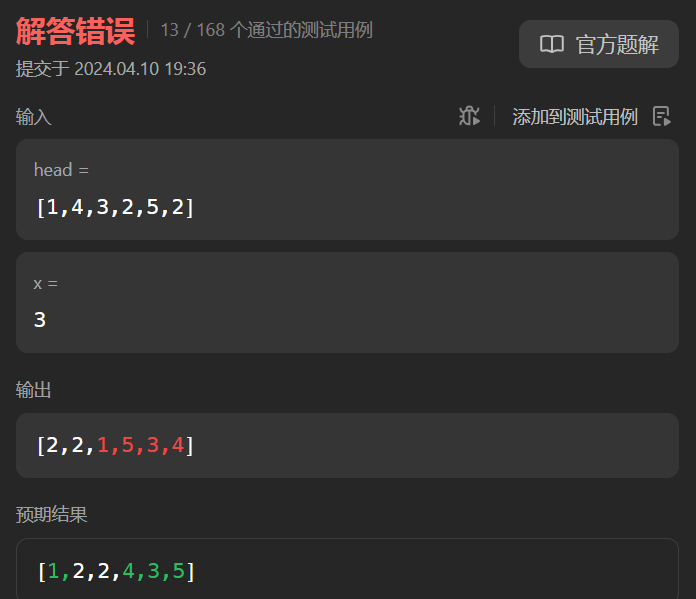 解答错误 13 / 168 个通过的测试用例
官方题解
提交于 2024.04.10 19:36
输入
添加到测试用例
head =
[1,4,3,2,5,2]
x =
3
输出
[2,2,1,5,3,4]
预期结果
[1,2,2,4,3,5]